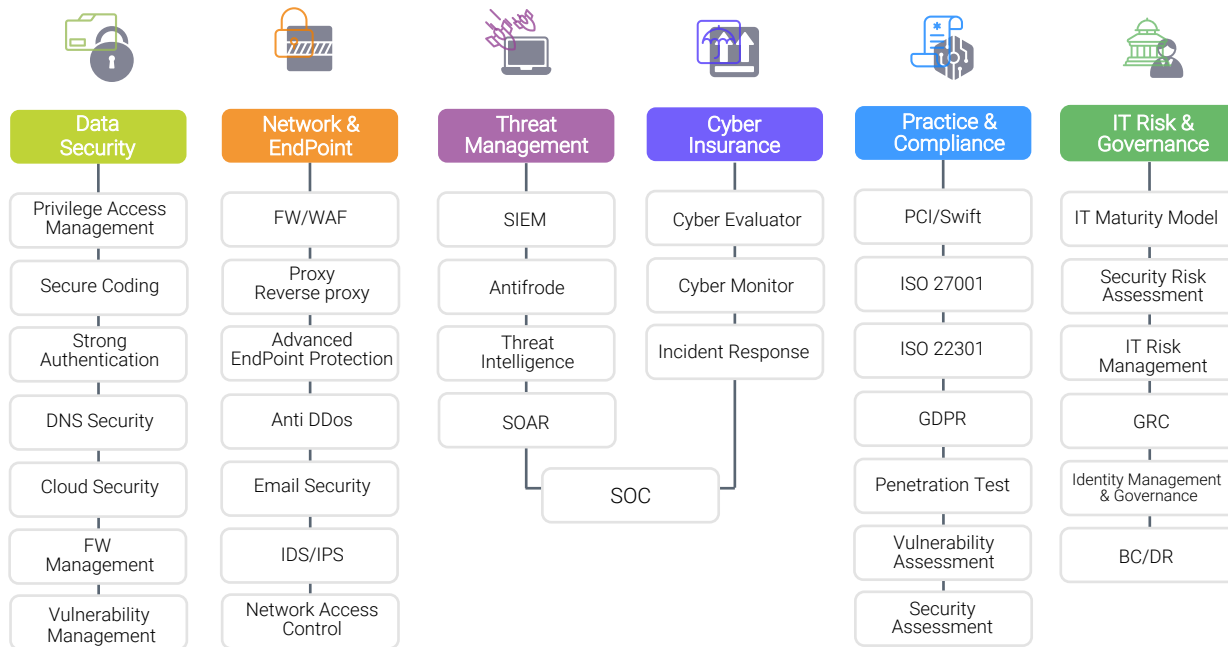 Data
Security
Privilege Access
Management
Secure Coding
Strong
Authentication
DNS Security
Cloud Security
FW
Management
Vulnerability
Management
Network &
EndPoint
FW/WAF
Proxy
Reverse proxy
Advanced
EndPoint Protection
Anti DDos
Email Security
IDS/IPS
Network Access
Control
Threat
Management
SIEM
Antifrode
Threat
Intelligence
SOAR
Cyber
Insurance
Cyber Evaluator
Cyber Monitor
Incident Response
SOC
Practice &
Compliance
PCI/Swift
ISO 27001
ISO 22301
GDPR
Penetration Test
Vulnerability
Assessment
Security
Assessment
IT Risk &
Governance
IT Maturity Model
Security Risk
Assessment
IT Risk
Management
GRC
Identity Management
& Governance
BC/DR